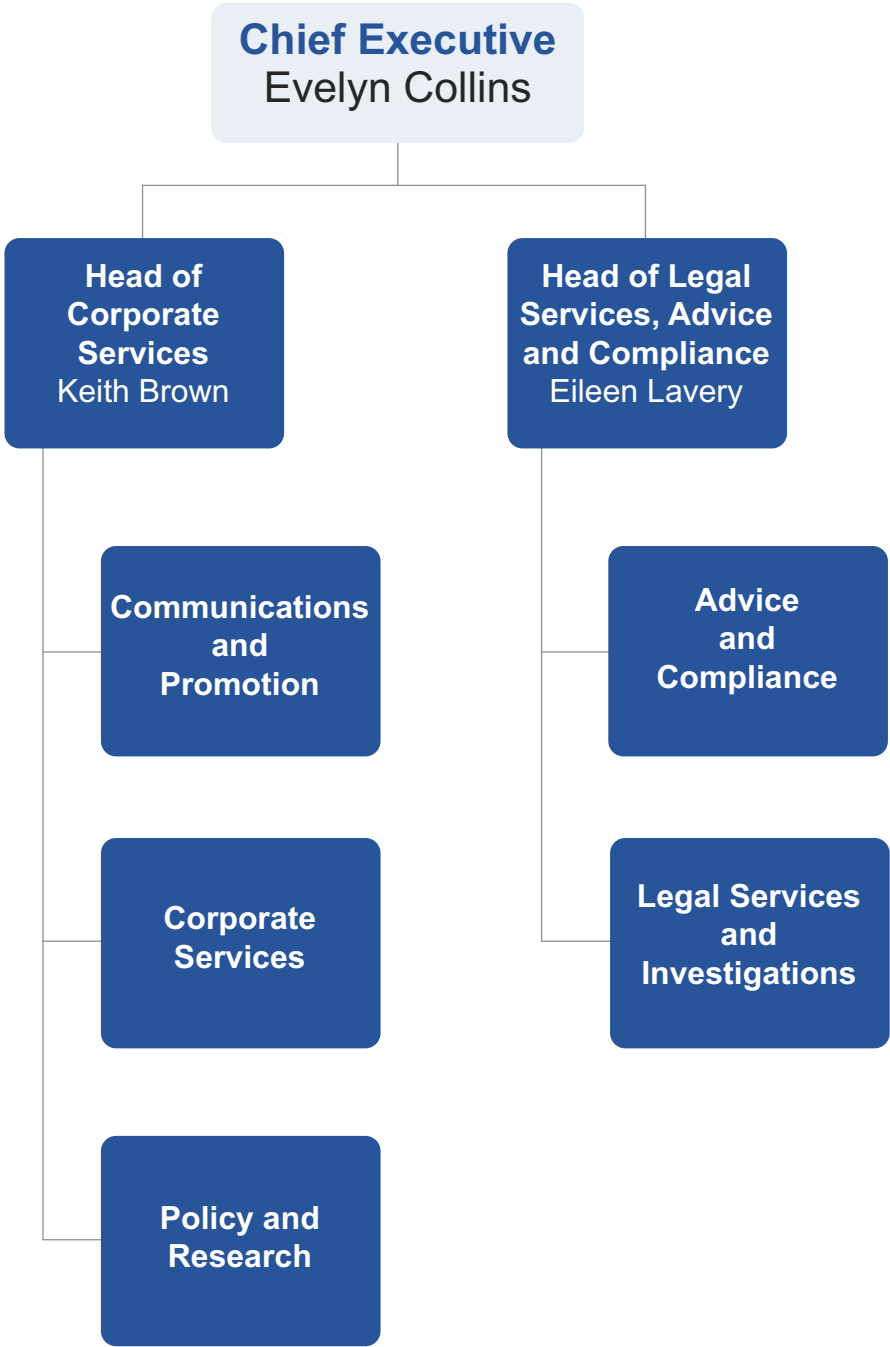 Chief Executive
Evelyn Collins
Head of
Corporate
Services
Keith Brown
Head of Legal
Services, Advice
and Compliance
Eileen Lavery
Communications
and
Promotion
Advice
and
Compliance
Corporate
Services
Legal Services
and
Investigations
Policy and
Research